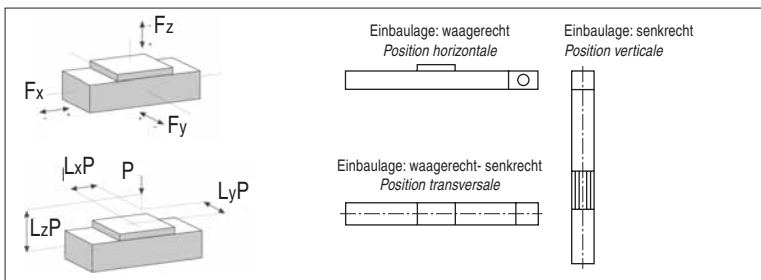 Fz
Fx
Fy
LxP
P
LyP
LzP
Einbaulage: waagerecht
Position horizontale
Einbaulage: senkrecht
Position verticale
Einbaulage: waagerecht- senkrecht
Position transversale